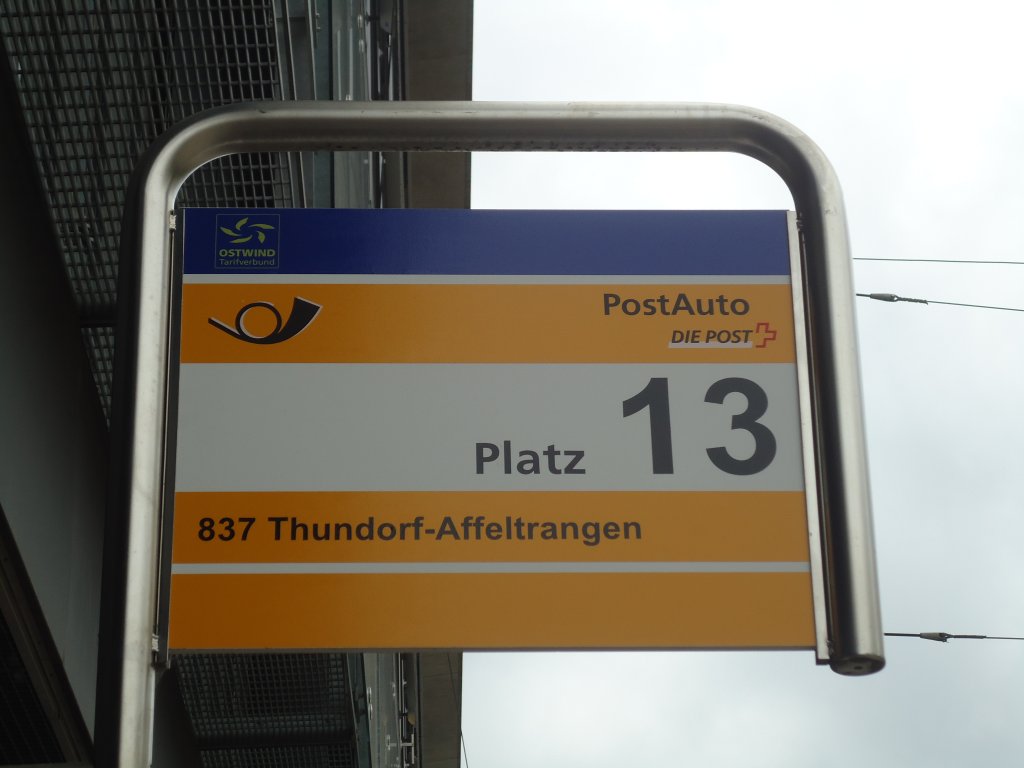 OSTWIND
Tarifverbund
PostAuto
DIE POST
Platz 13
837 Thundorf-Affeltrangen